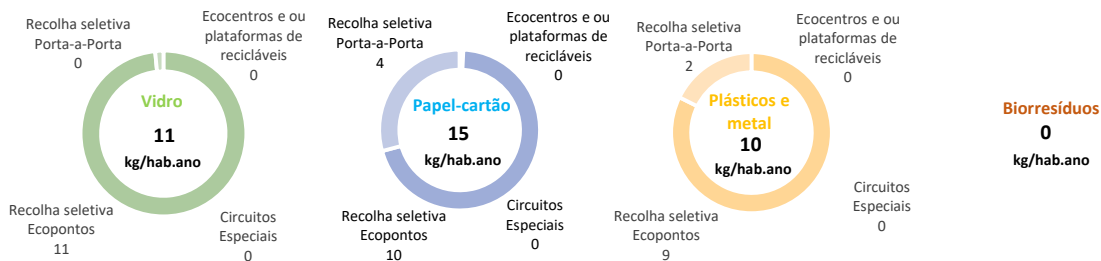 Recolha seletiva
Porta-a-Porta
0
Ecocentros e ou
plataformas de
recicláveis
0
Vidro
11
kg/hab.ano
Recolha seletiva
Ecopontos
11
Circuitos
Especiais
0
Recolha seletiva
Porta-a-Porta
4
Ecocentros e ou
plataformas de
recicláveis
0
Papel-cartão
15
kg/hab.ano
Recolha seletiva
Ecopontos
10
Circuitos
Especiais
0
Recolha seletiva
Porta-a-Porta
2
Ecocentros e ou
plataformas de
recicláveis
0
Plásticos e
metal
10
kg/hab.ano
Recolha seletiva
Ecopontos
9
Circuitos
Especiais
0
Biorresíduos
0
kg/hab.ano